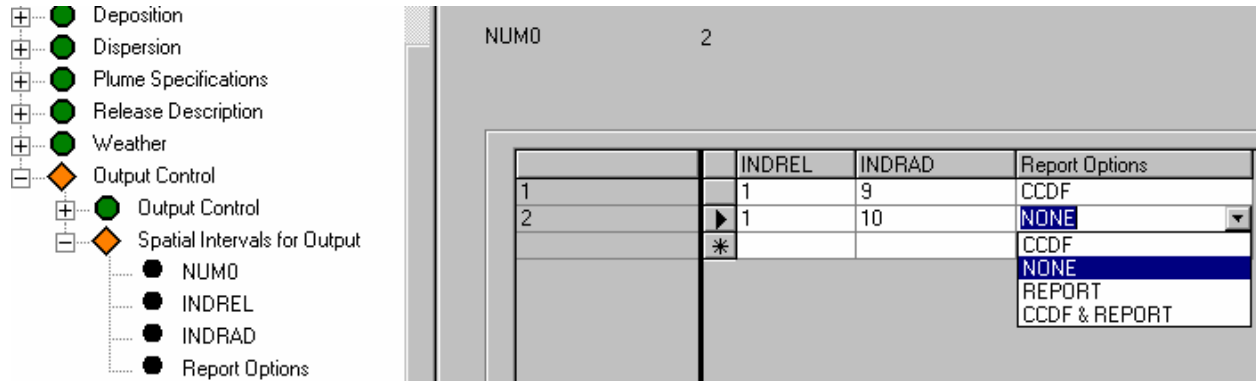 Deposition
Dispersion
Plume Specifications
Release Description
Weather
Output Control
Output Control
Spatial Intervals for Output
NUM0
INDREL
INDRAD
Report Options
NUM0 2
INDREL INDRAD Report Options
1 1 9 CCDF
2 1 10 NONE
CCDF
NONE
REPORT
CCDF & REPORT